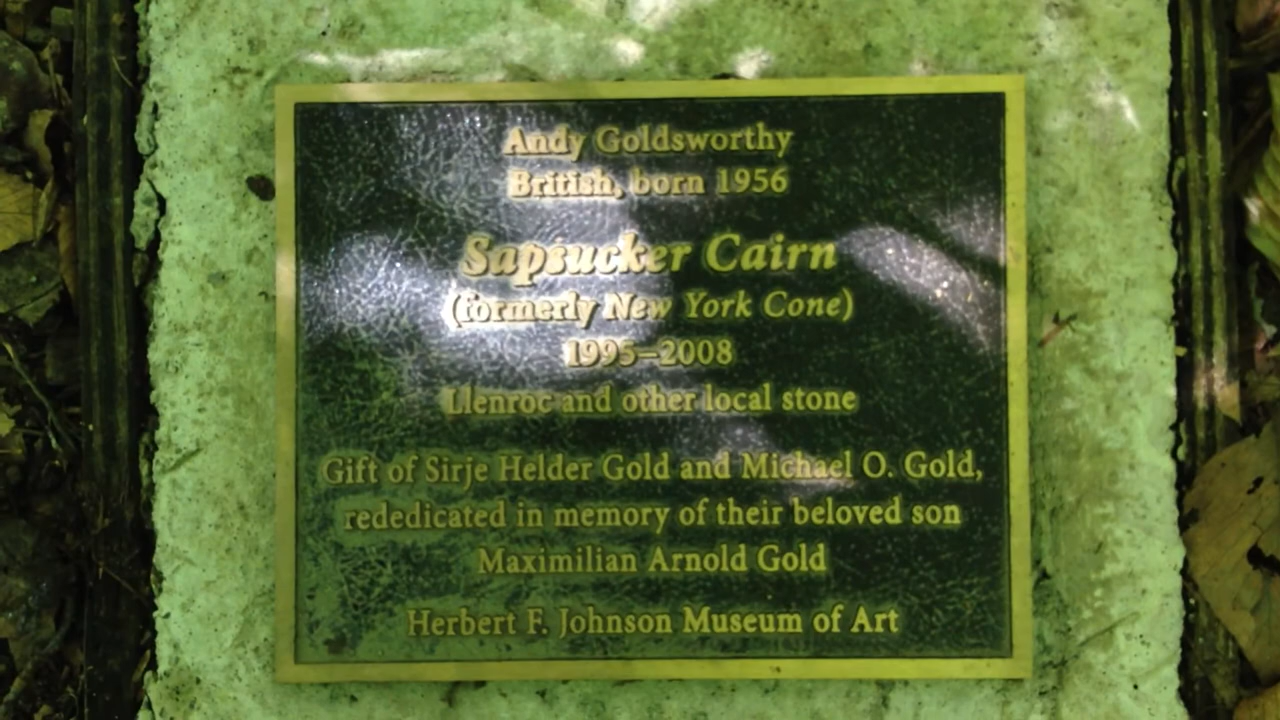 Andy Goldsworthy
British, born 1956
Sapsucker Cairn
(formerly New York Cone)
1995–2008
Llenroc and other local stone
Gift of Sirje Helder Gold and Michael O. Gold,
rededicated in memory of their beloved son
Maximilian Arnold Gold
Herbert F. Johnson Museum of Art